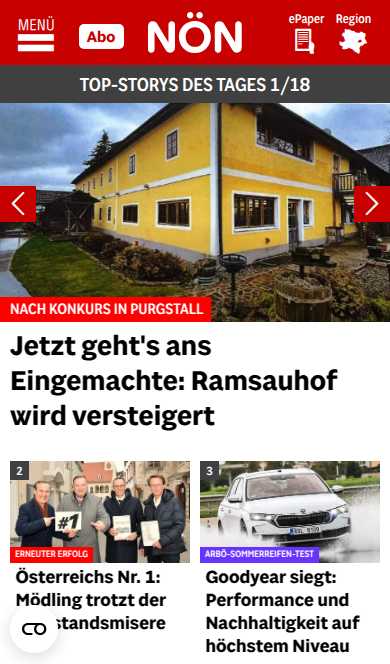 MENÜ
Abo
NÖN
ePaper
Region
TOP-STORYS DES TAGES 1/18
NACH KONKURS IN PURGSTALL
Jetzt geht's ans
Eingemachte: Ramsauhof
wird versteigert
2
#1
ERNEUTER ERFOLG
Österreichs Nr. 1:
Mödling trotzt der
standsmisere
3
ARBÖ-SOMMERREIFEN-TEST
Goodyear siegt:
Performance und
Nachhaltigkeit auf
höchstem Niveau